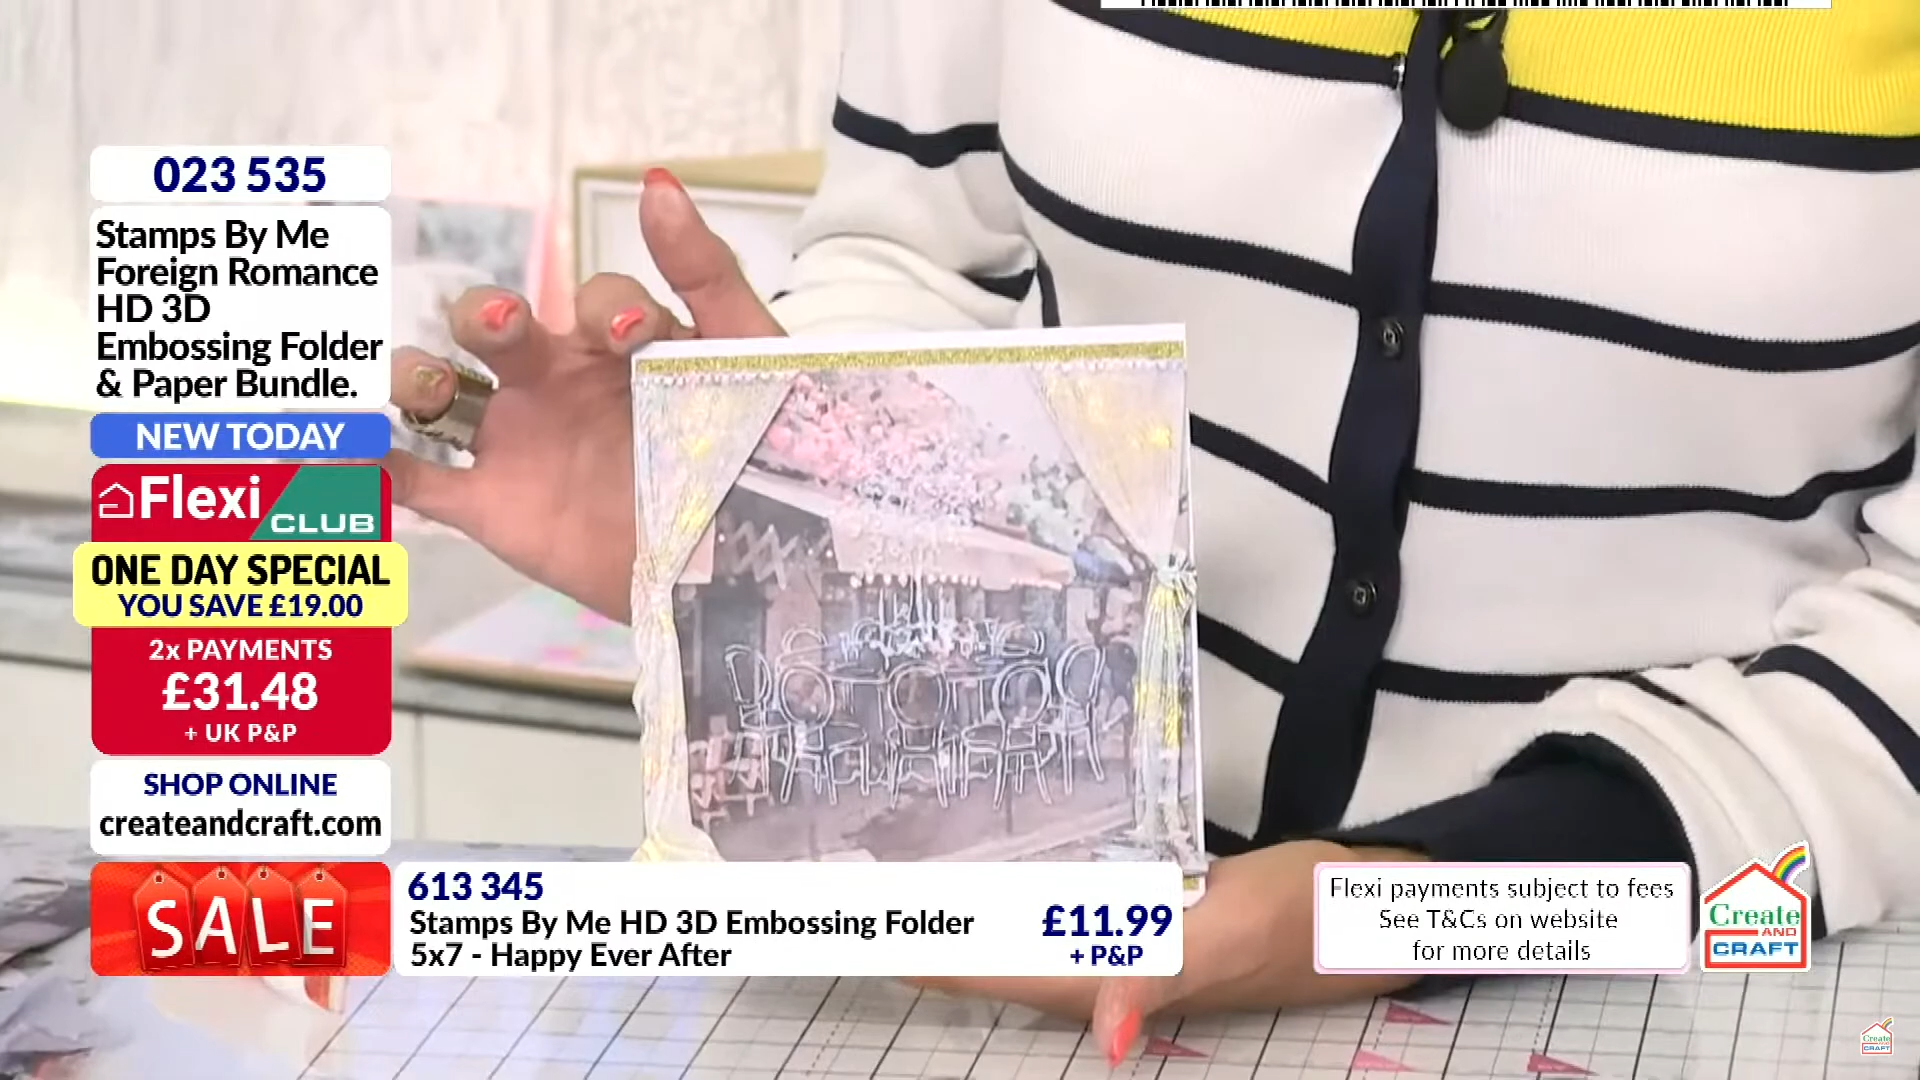 023 535
Stamps By Me
Foreign Romance
HD 3D
Embossing Folder
& Paper Bundle.
NEW TODAY
Flexi
CLUB
ONE DAY SPECIAL
YOU SAVE £19.00
2x PAYMENTS
£31.48
+ UK P&P
SHOP ONLINE
createandcraft.com
SALE
613 345
Stamps By Me HD 3D Embossing Folder
5x7 - Happy Ever After
£11.99
+ P&P
Flexi payments subject to fees
See T&Cs on website
for more details
Create
AND
CRAFT
Create
AND
CRAFT